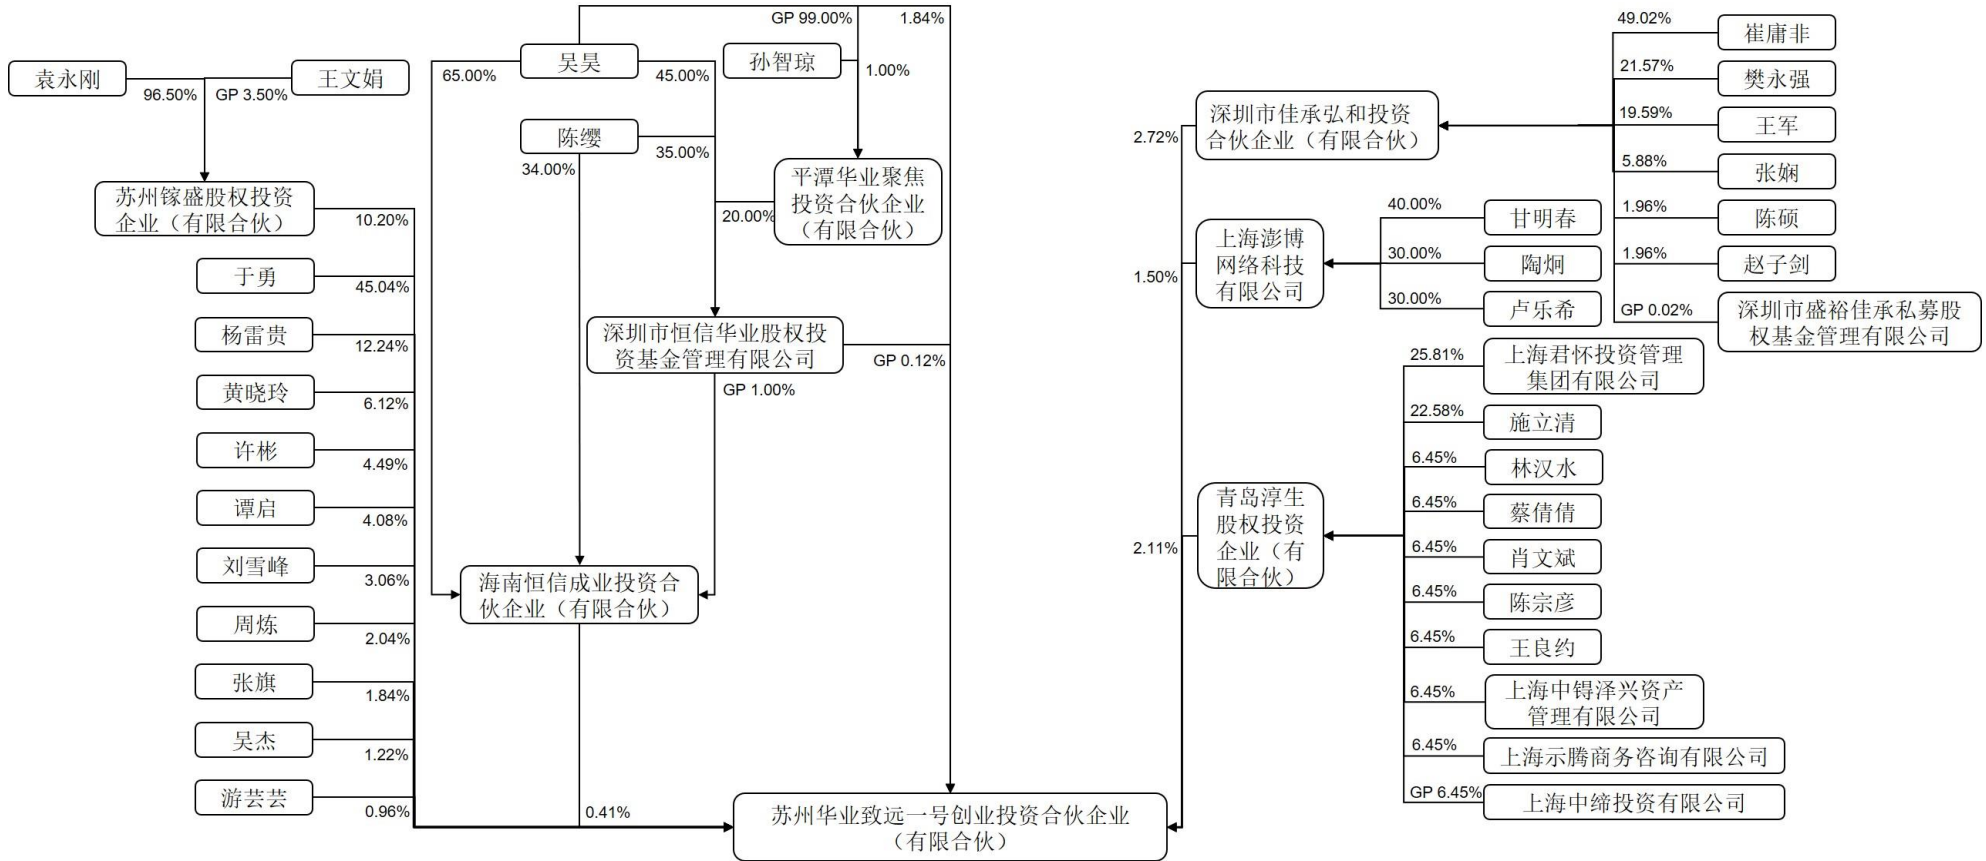 GP 99.00%
1.84%
吴昊
孙智琼
65.00%
45.00%
1.00%
袁永刚
王文娟
96.50%
GP 3.50%
陈缨
34.00%
35.00%
苏州镓盛股权投资
企业（有限合伙）
10.20%
平潭华业聚焦
投资合伙企业
（有限合伙）
20.00%
于勇
45.04%
杨雷贵
12.24%
黄晓玲
6.12%
许彬
4.49%
谭启
4.08%
刘雪峰
3.06%
周炼
2.04%
张旗
1.84%
吴杰
1.22%
游芸芸
0.96%
深圳市恒信华业股权投
资基金管理有限公司
GP 0.12%
GP 1.00%
海南恒信成业投资合
伙企业（有限合伙）
0.41%
苏州华业致远一号创业投资合伙企业
（有限合伙）
深圳市佳承弘和投资
合伙企业（有限合伙）
2.72%
49.02%
崔庸非
21.57%
樊永强
19.59%
王军
5.88%
张娴
1.96%
陈硕
1.96%
赵子剑
GP 0.02%
深圳市盛裕佳承私募股
权基金管理有限公司
上海澎博
网络科技
有限公司
1.50%
40.00%
甘明春
30.00%
陶炯
30.00%
卢乐希
青岛淳生
股权投资
企业（有
限合伙）
2.11%
25.81%
上海君怀投资管理
集团有限公司
22.58%
施立清
6.45%
林汉水
6.45%
蔡倩倩
6.45%
肖文斌
6.45%
陈宗彦
6.45%
王良约
6.45%
上海中锝泽兴资产
管理有限公司
6.45%
上海示腾商务咨询有限公司
GP 6.45%
上海中缔投资有限公司